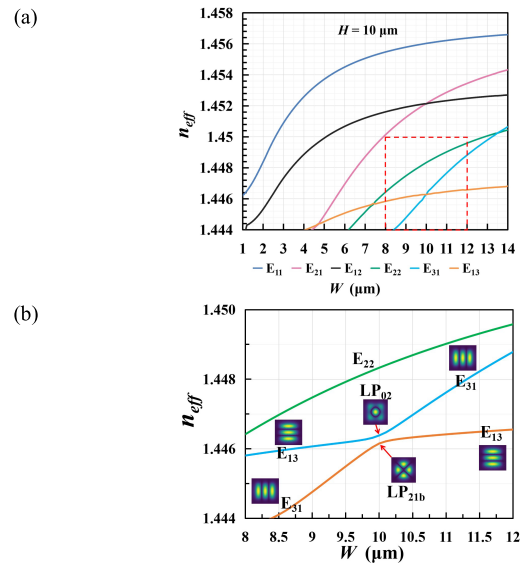 (a)
H = 10 μm
n_eff
1.458
1.456
1.454
1.452
1.45
1.448
1.446
1.444
1 2 3 4 5 6 7 8 9 10 11 12 13 14
E₁₁ E₂₁ E₁₂ E₂₂ E₃₁ E₁₃
W (μm)
(b)
n_eff
1.450
1.448
1.446
1.444
E₂₂
E₃₁
LP₀₂
E₁₃
E₁₃
LP₂₁b
E₃₁
8 8.5 9 9.5 10 10.5 11 11.5 12
W (μm)